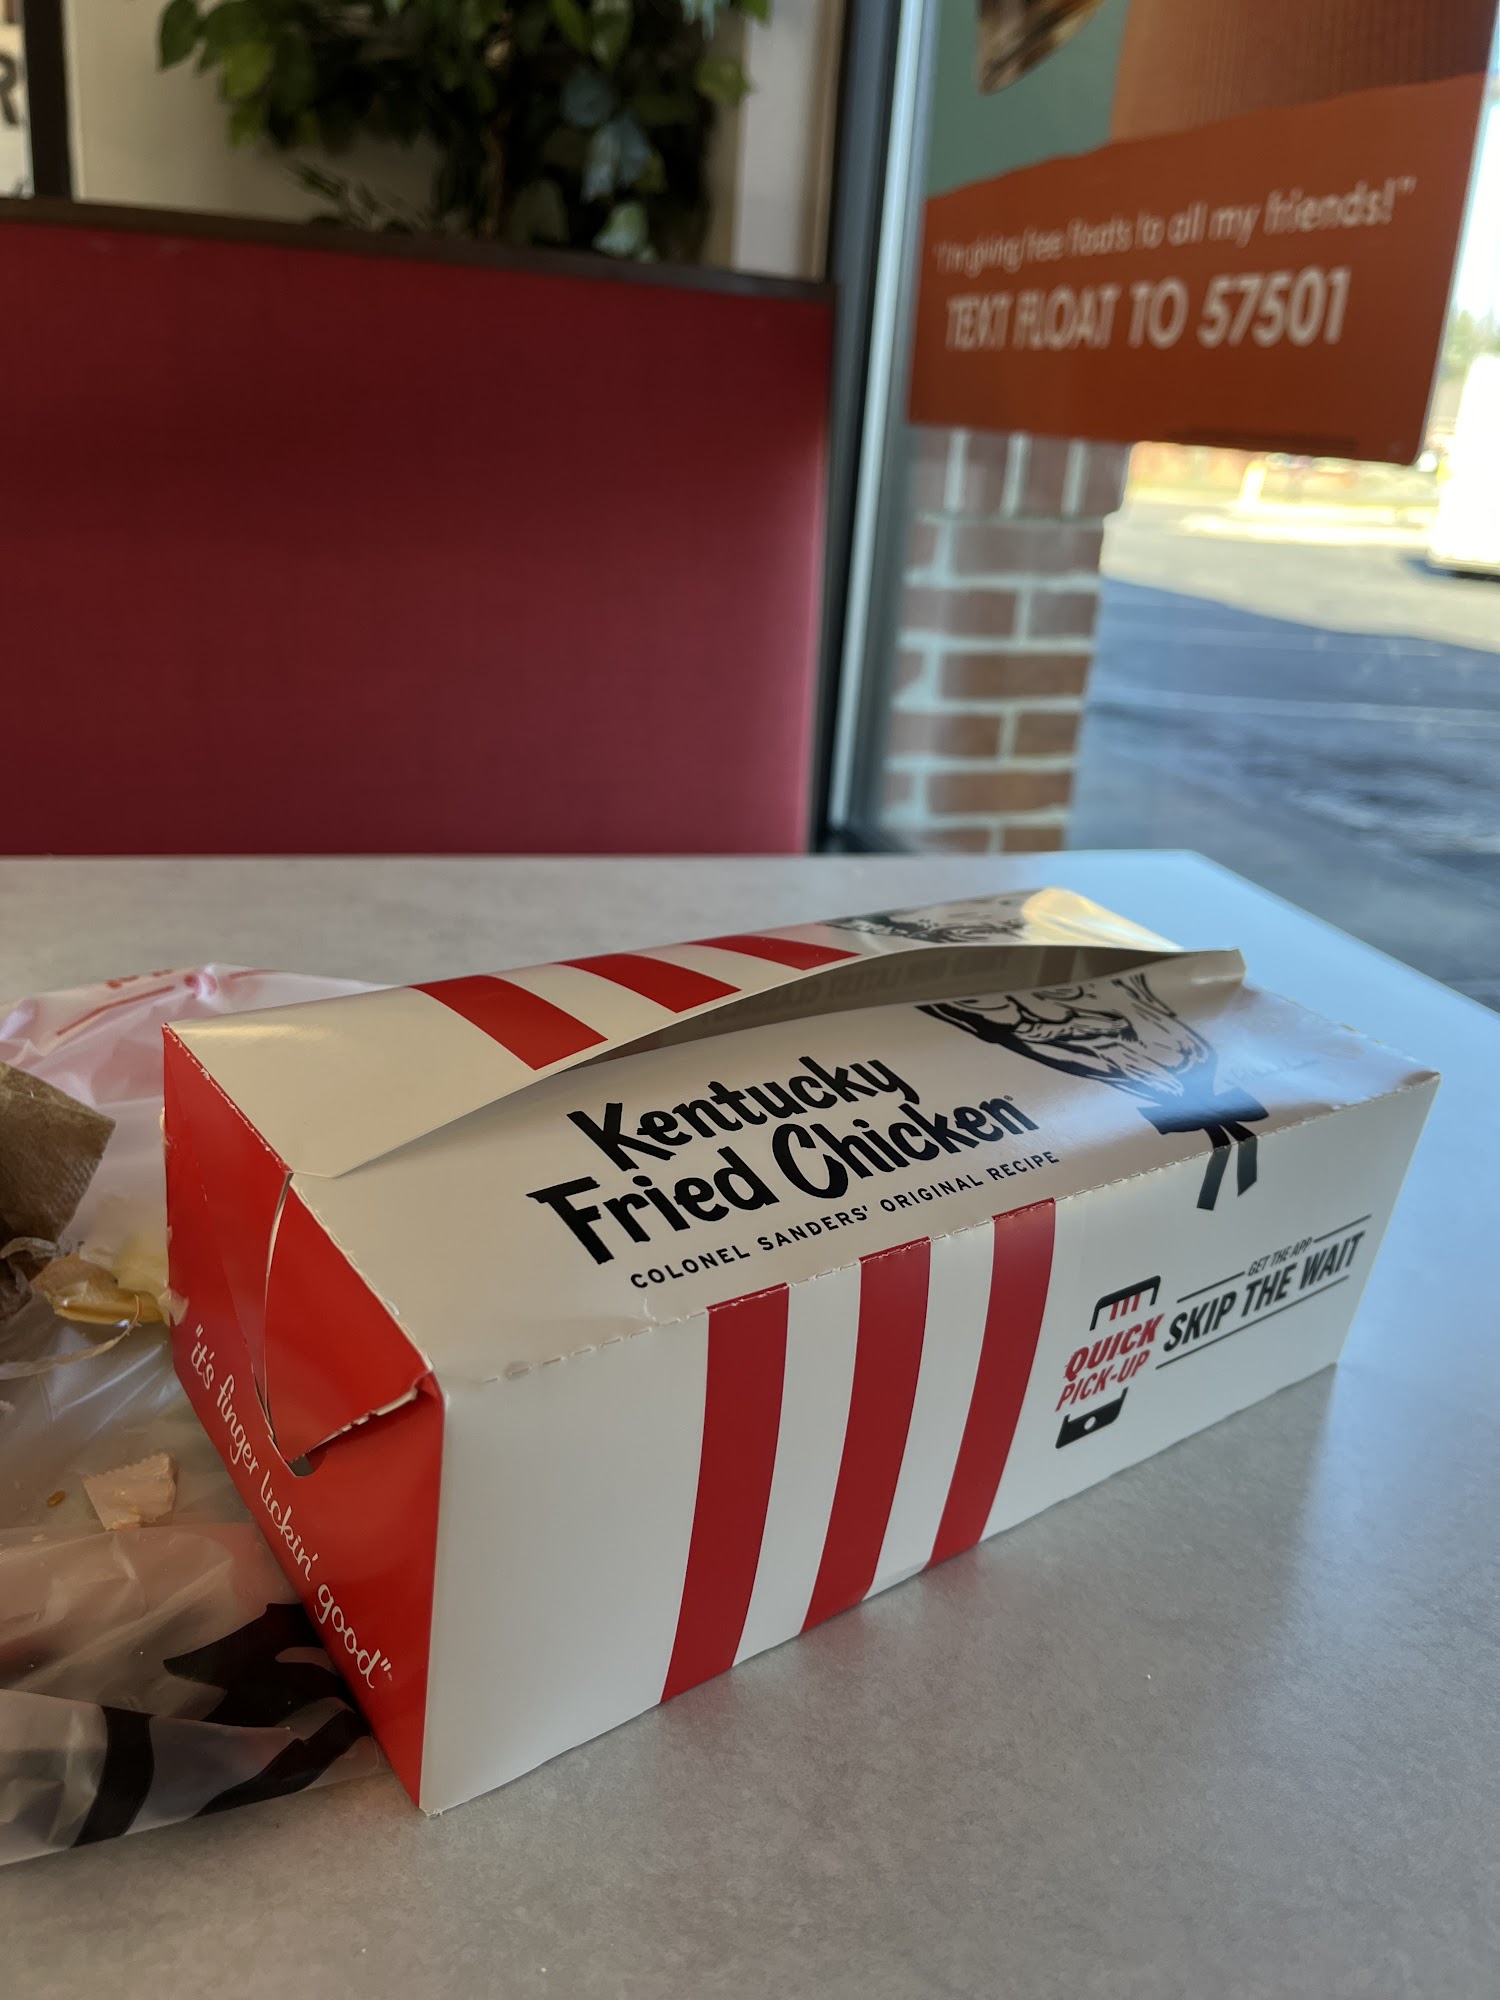 R
"I'm giving free floats to all my friends!"
TEXT FLOAT TO 57501
Kentucky
Fried Chicken®
COLONEL SANDERS' ORIGINAL RECIPE
GET THE APP
SKIP THE WAIT
QUICK
PICK-UP
"it's finger lickin' good"